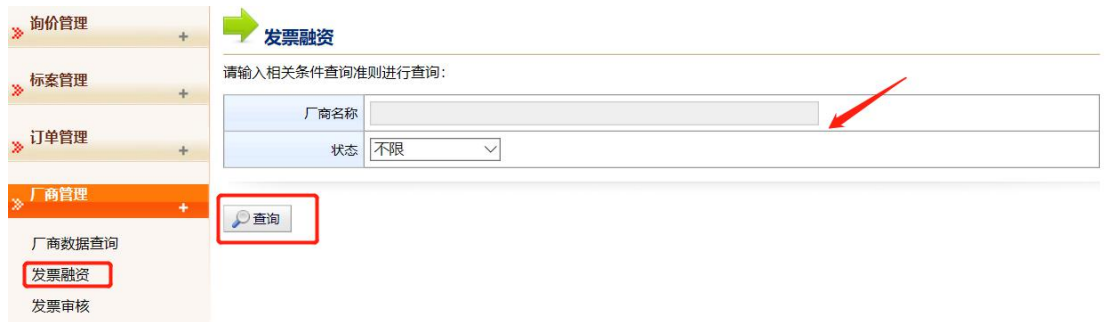 询价管理
标案管理
订单管理
厂商管理
厂商数据查询
发票融资
发票审核
发票融资
请输入相关条件查询准则进行查询：
厂商名称
状态 不限
查询